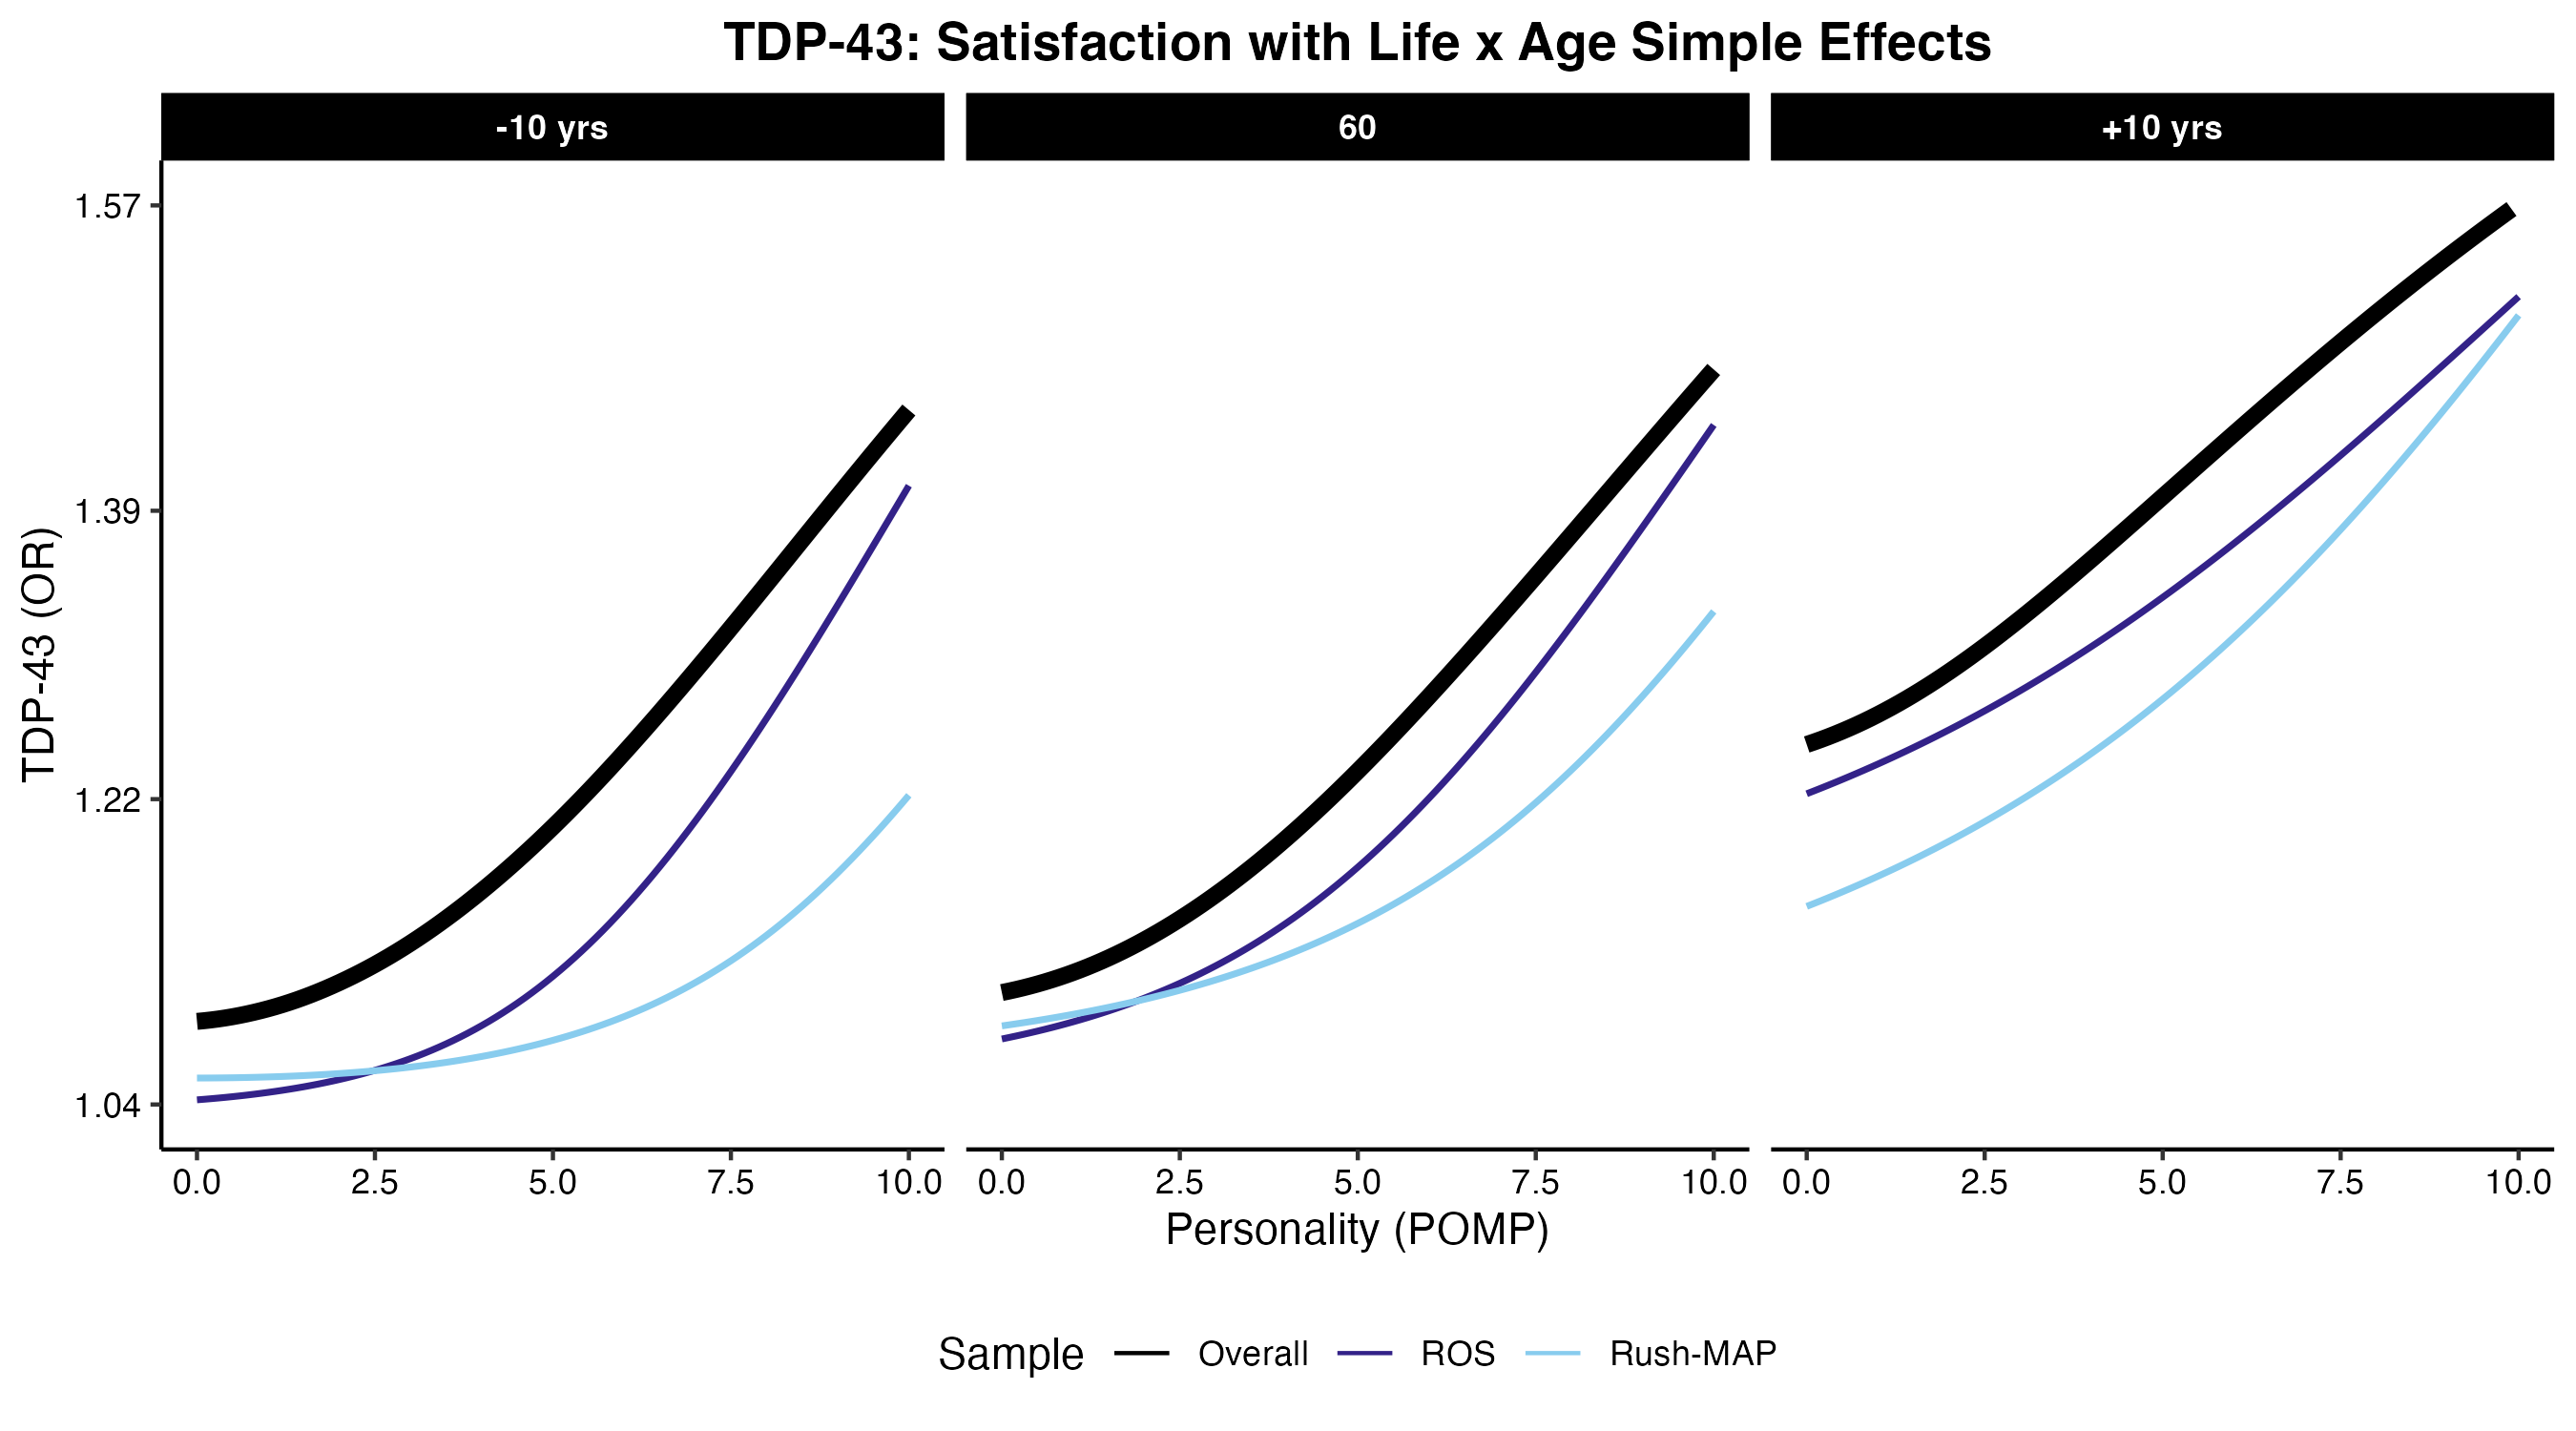 TDP-43: Satisfaction with Life x Age Simple Effects
-10 yrs
60
+10 yrs
1.57
1.39
1.22
1.04
TDP-43 (OR)
0.0 2.5 5.0 7.5 10.0
0.0 2.5 5.0 7.5 10.0
0.0 2.5 5.0 7.5 10.0
Personality (POMP)
Sample Overall ROS Rush-MAP